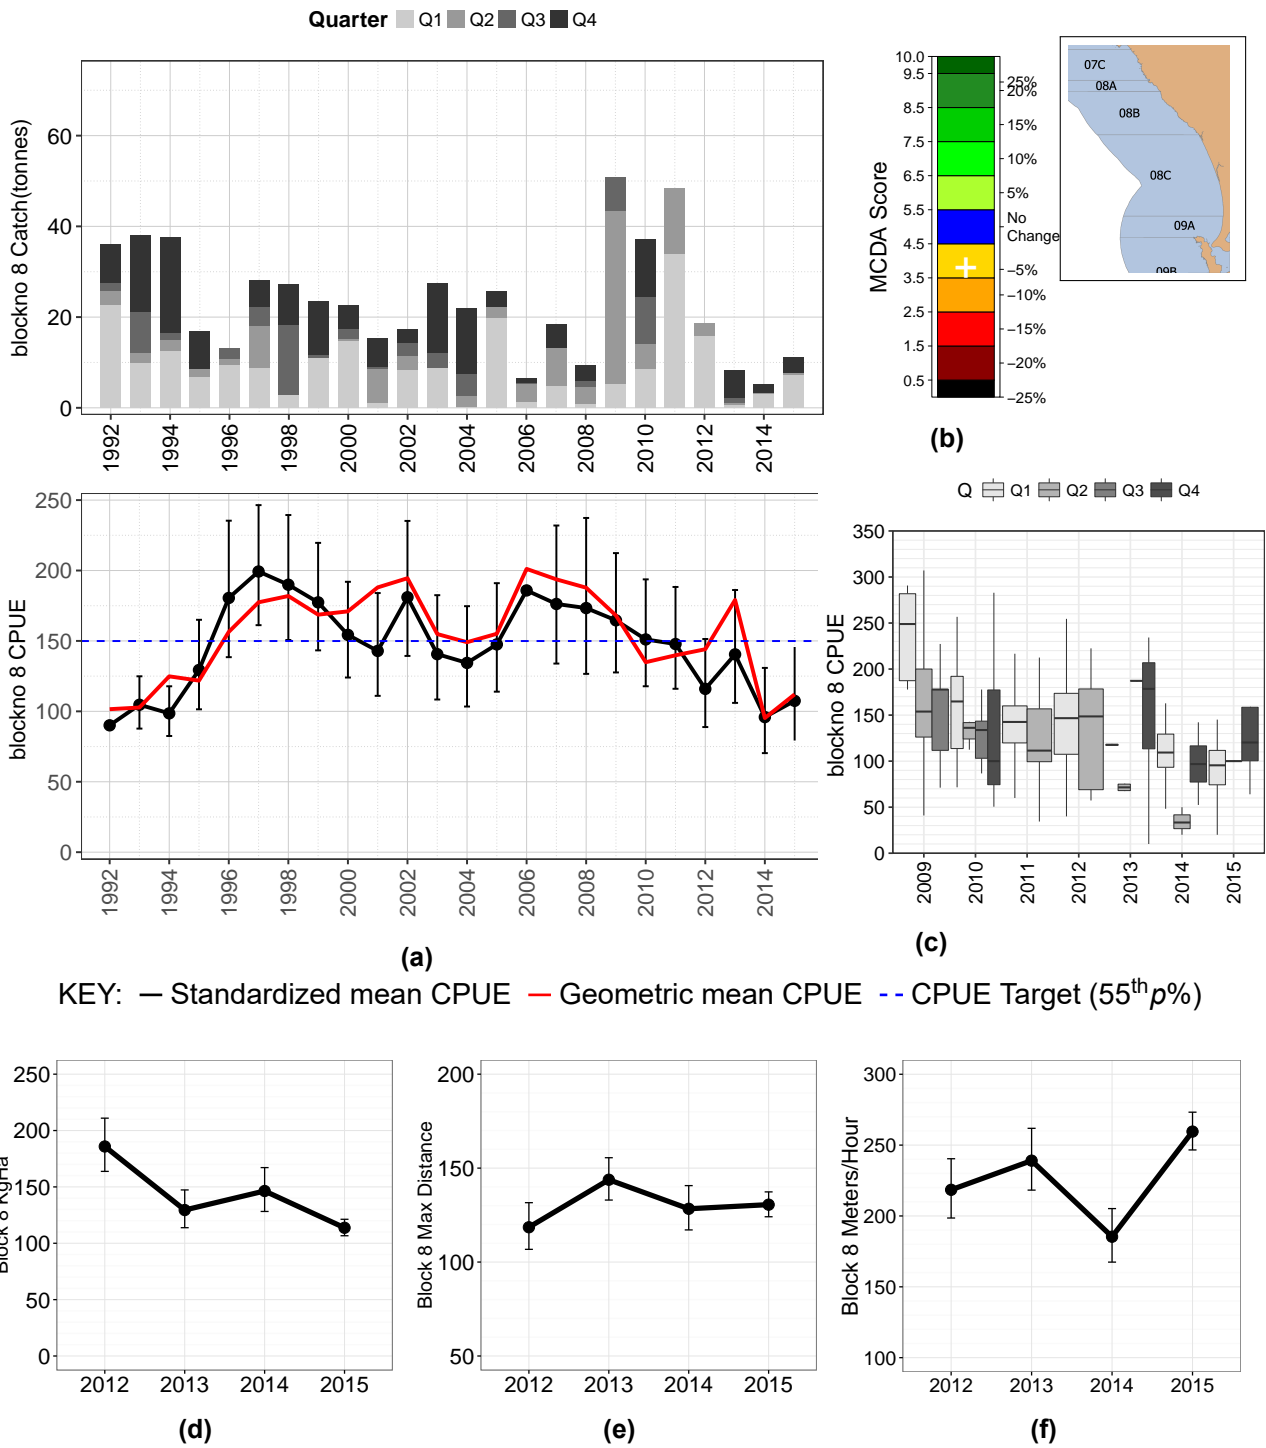 Quarter Q1 Q2 Q3 Q4
blockno 8 Catch(tonnes)
60
40
20
0
1992 1994 1996 1998 2000 2002 2004 2006 2008 2010 2012 2014
MCDA Score
10.0
9.5
8.5
7.5
6.5
5.5
4.5
3.5
2.5
1.5
0.5
25%
20%
15%
10%
5%
No
Change
−5%
−10%
−15%
−20%
−25%
(b)
07C
08A
08B
08C
09A
09B
blockno 8 CPUE
250
200
150
100
50
0
1992 1994 1996 1998 2000 2002 2004 2006 2008 2010 2012 2014
(a)
Q Q1 Q2 Q3 Q4
blockno 8 CPUE
350
300
250
200
150
100
50
0
2009 2010 2011 2012 2013 2014 2015
(c)
KEY: Standardized mean CPUE Geometric mean CPUE CPUE Target (55th p%)
Block 8 KgHa
250
200
150
100
50
0
2012 2013 2014 2015
(d)
Block 8 Max Distance
200
150
100
50
2012 2013 2014 2015
(e)
Block 8 Meters/Hour
300
250
200
150
100
2012 2013 2014 2015
(f)